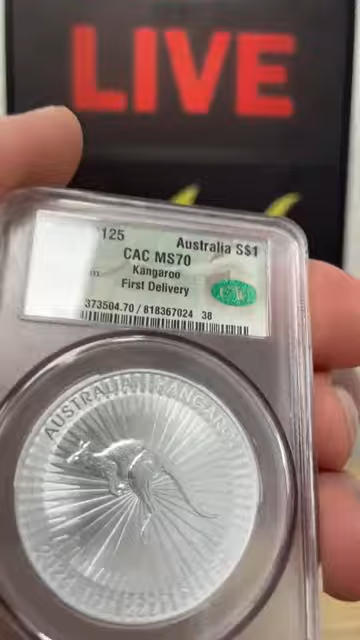 LIVE
125 Australia S$1
CAC MS70
Kangaroo
First Delivery
373504.70 / 818367024 38
AUSTRALIAN KANGAROO